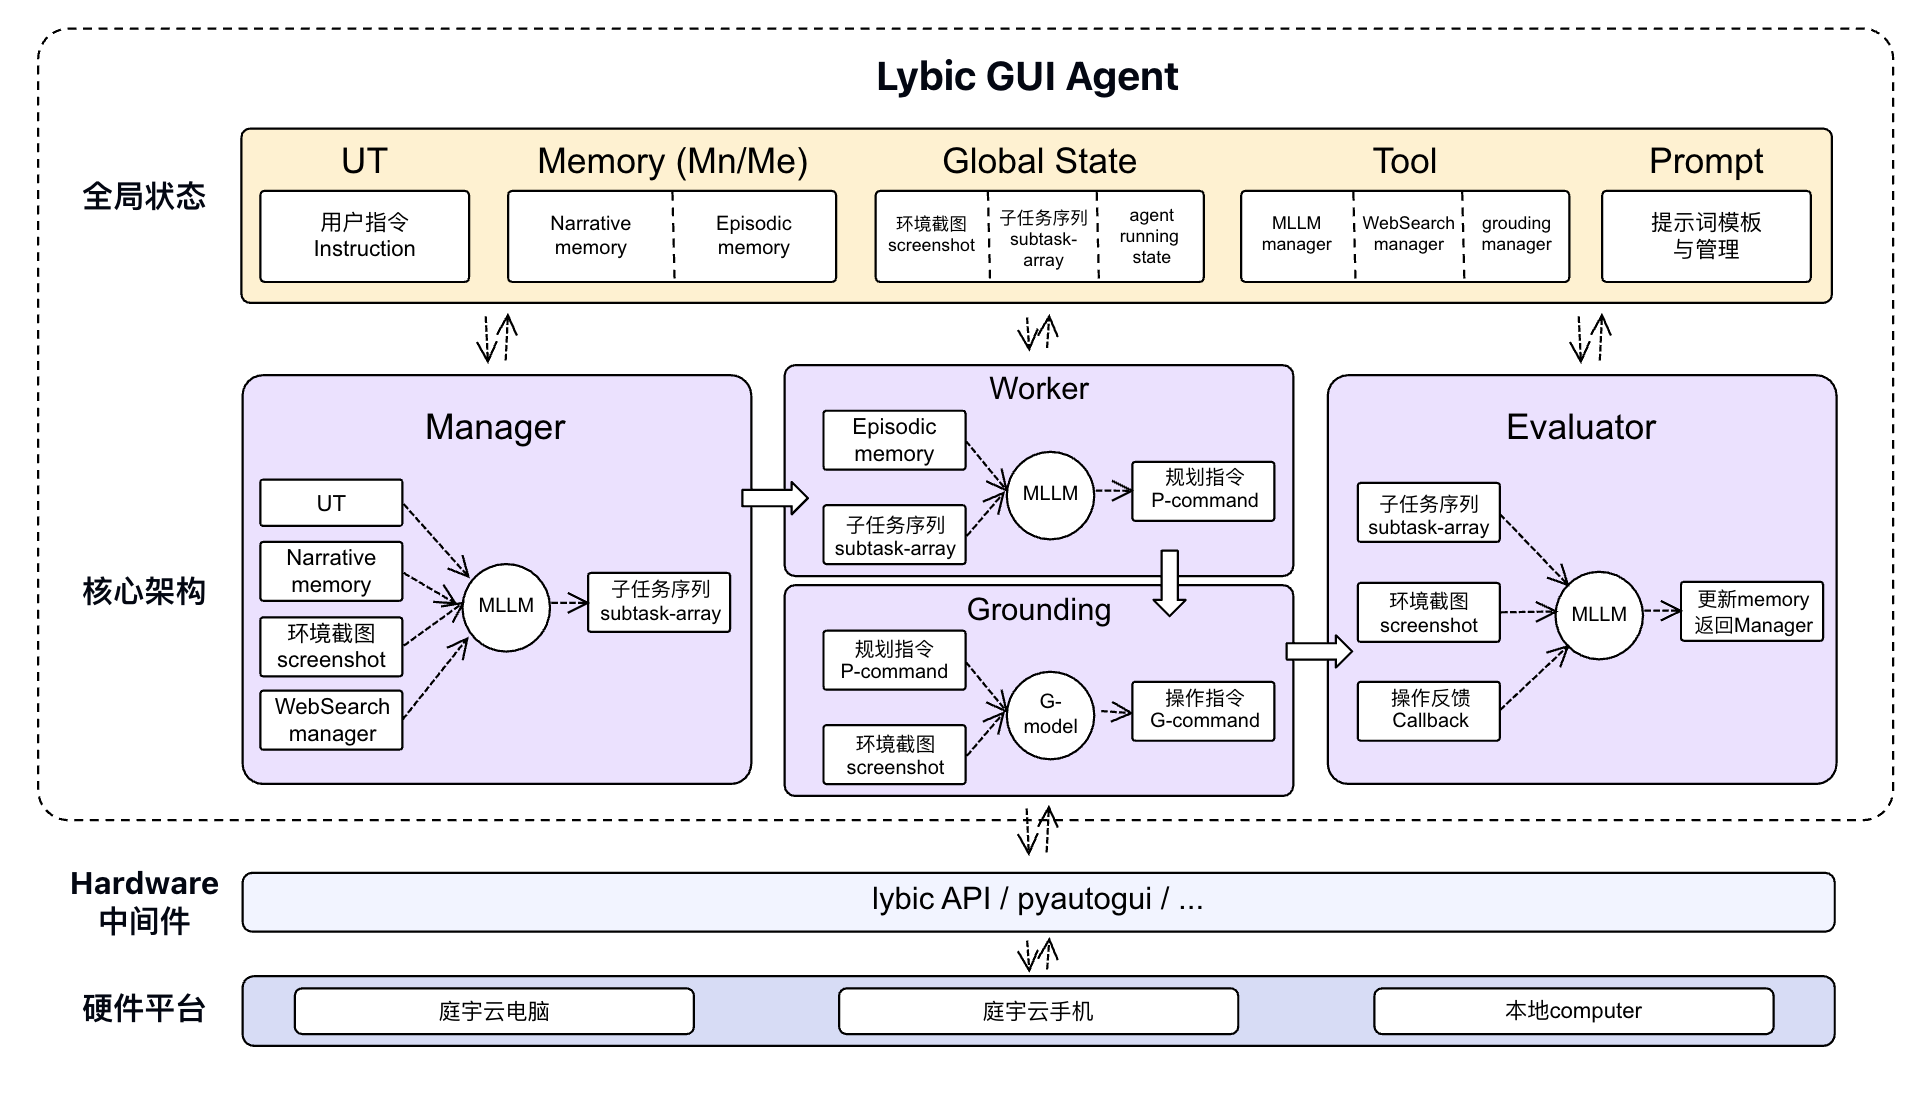 Lybic GUI Agent
全局状态
UT
用户指令
Instruction
Memory (Mn/Me)
Narrative
memory
Episodic
memory
Global State
环境截图
screenshot
子任务序列
subtask-
array
agent
running
state
Tool
MLLM
manager
WebSearch
manager
grouding
manager
Prompt
提示词模板
与管理
核心架构
Manager
UT
Narrative
memory
环境截图
screenshot
WebSearch
manager
MLLM
子任务序列
subtask-array
Worker
Episodic
memory
子任务序列
subtask-array
MLLM
规划指令
P-command
Grounding
规划指令
P-command
环境截图
screenshot
G-
model
操作指令
G-command
Evaluator
子任务序列
subtask-array
环境截图
screenshot
操作反馈
Callback
MLLM
更新memory
返回Manager
Hardware
中间件
lybic API / pyautogui / ...
硬件平台
庭宇云电脑
庭宇云手机
本地computer